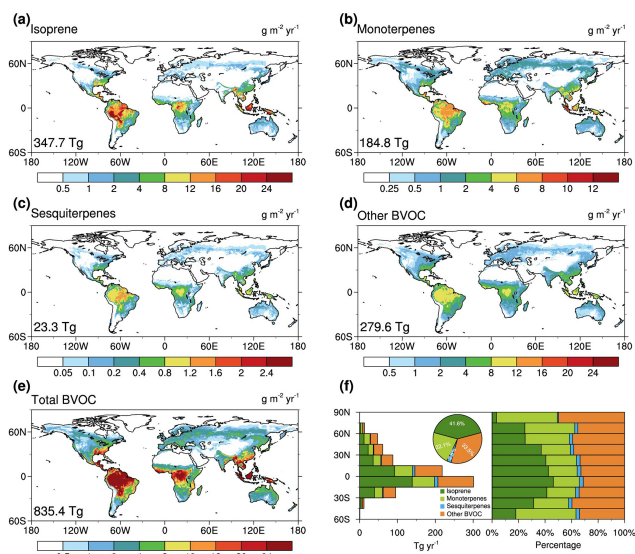 (a) Isoprene g m⁻² yr⁻¹
60N
0
60S
347.7 Tg
180 120W 60W 0 60E 120E 180
0.5 1 2 4 8 12 16 20 24
(b) Monoterpenes g m⁻² yr⁻¹
60N
0
60S
184.8 Tg
180 120W 60W 0 60E 120E 180
0.25 0.5 1 2 4 6 8 10 12
(c) Sesquiterpenes g m⁻² yr⁻¹
60N
0
60S
23.3 Tg
180 120W 60W 0 60E 120E 180
0.05 0.1 0.2 0.4 0.8 1.2 1.6 2 2.4
(d) Other BVOC g m⁻² yr⁻¹
60N
0
60S
279.6 Tg
180 120W 60W 0 60E 120E 180
0.5 1 2 4 8 12 16 20 24
(e) Total BVOC g m⁻² yr⁻¹
60N
0
60S
835.4 Tg
180 120W 60W 0 60E 120E 180
(f)
90N
60N
30N
0
30S
60S
41.6%
Isoprene
Monoterpenes
Sesquiterpenes
Other BVOC
0 100 200 300
Tg yr⁻¹
0% 20% 40% 60% 80% 100%
Percentage